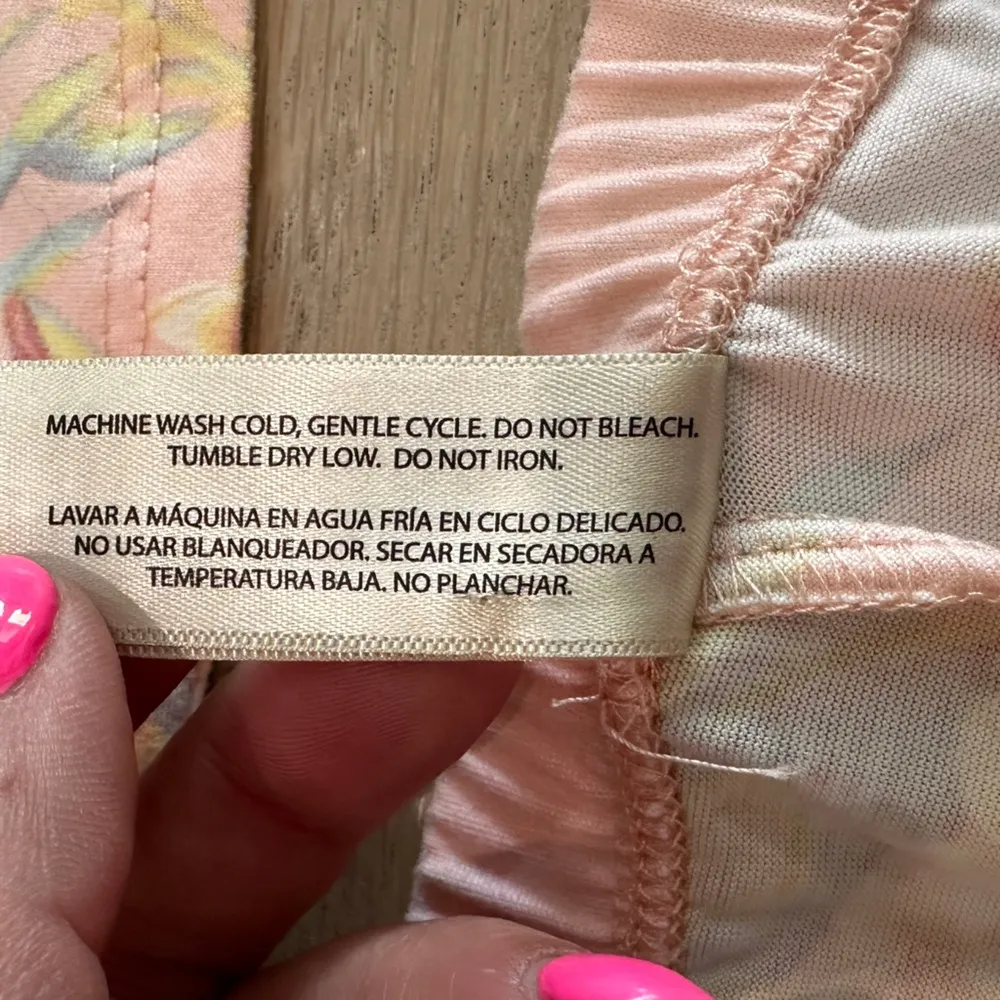 MACHINE WASH COLD, GENTLE CYCLE. DO NOT BLEACH.
TUMBLE DRY LOW. DO NOT IRON.
LAVAR A MÁQUINA EN AGUA FRÍA EN CICLO DELICADO.
NO USAR BLANQUEADOR. SECAR EN SECADORA A
TEMPERATURA BAJA. NO PLANCHAR.